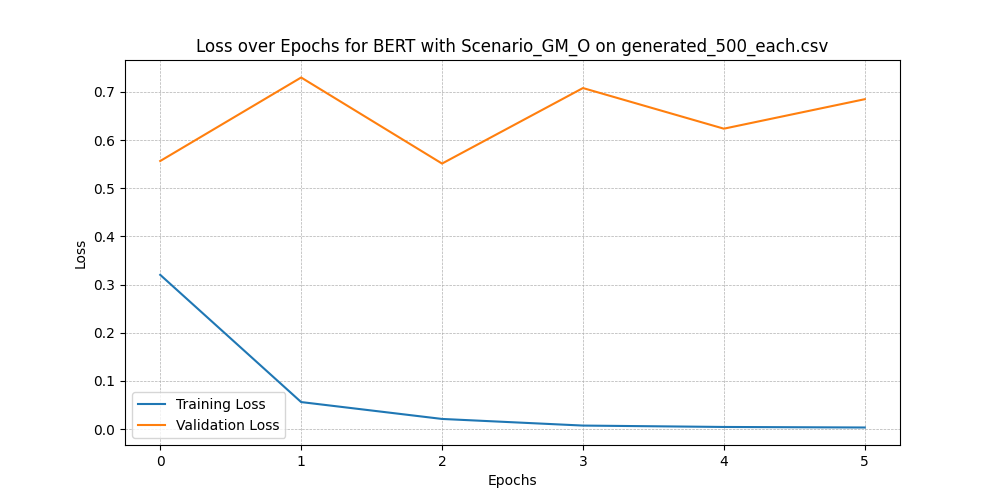 Loss over Epochs for BERT with Scenario_GM_O on generated_500_each.csv
Loss
0.7
0.6
0.5
0.4
0.3
0.2
0.1
0.0
Training Loss
Validation Loss
0 1 2 3 4 5
Epochs